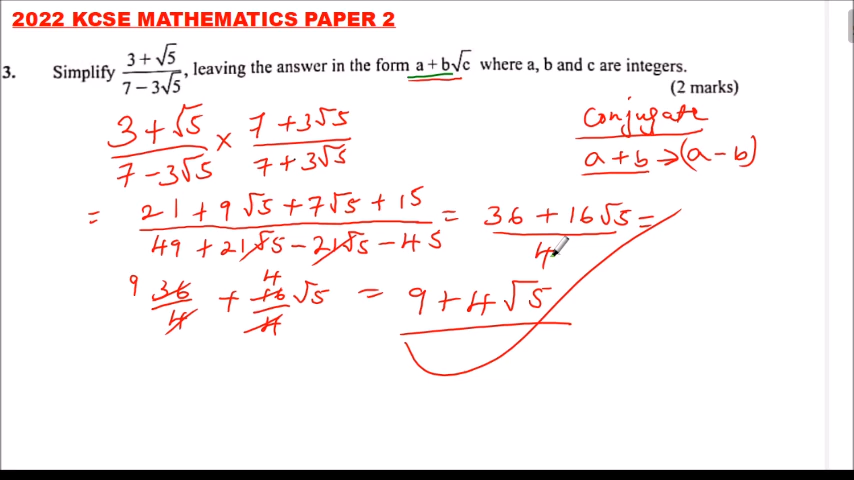 2022 KCSE MATHEMATICS PAPER 2
3. Simplify (3 + √5)/(7 − 3√5), leaving the answer in the form a + b√c where a, b and c are integers.
(2 marks)
(3 + √5)/(7 − 3√5) × (7 + 3√5)/(7 + 3√5)
Conjugate
a + b → (a − b)
= (21 + 9√5 + 7√5 + 15)/(49 + 21√5 − 21√5 − 45) = (36 + 16√5)/4 =
9 36/4 + 4 16/4 √5 = 9 + 4√5